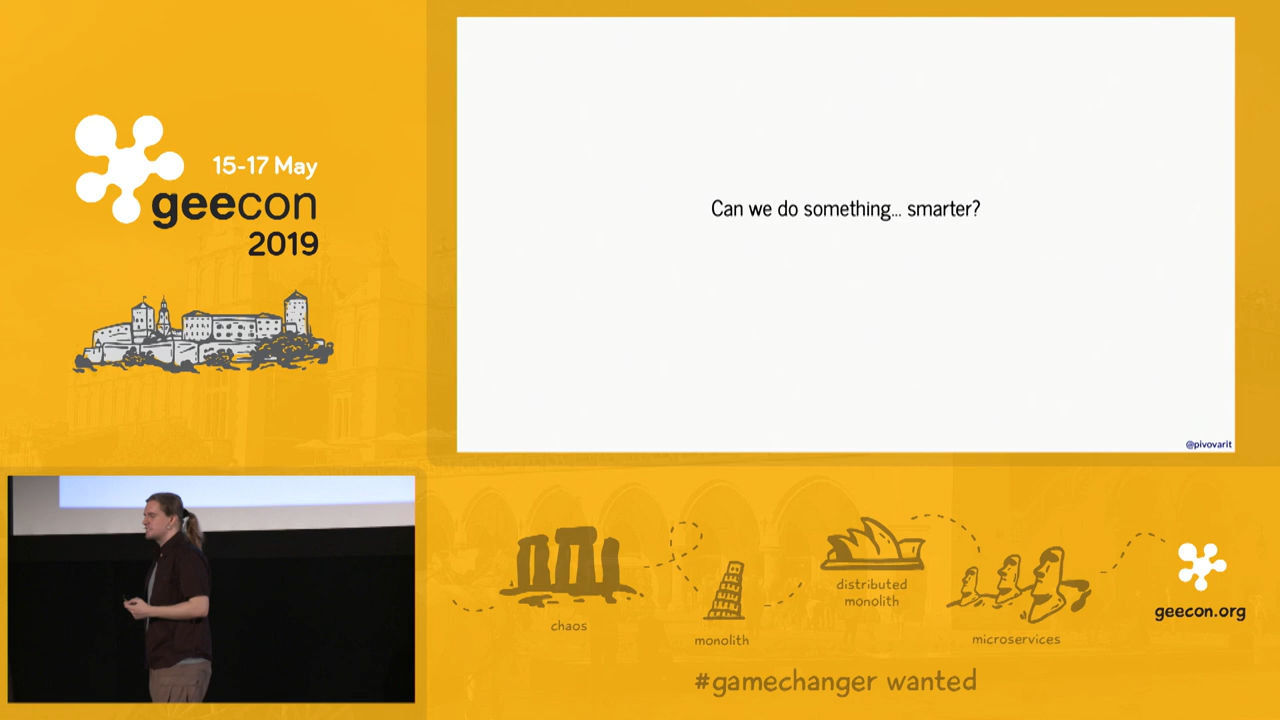 15-17 May
geecon
2019
Can we do something... smarter?
@pivovarit
chaos
monolith
distributed
monolith
microservices
geecon.org
#gamechanger wanted